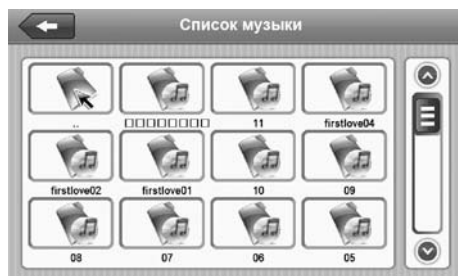 Список музыки
.. □□□□□□□□ 11 firstlove04
firstlove02 firstlove01 10 09
08 07 06 05